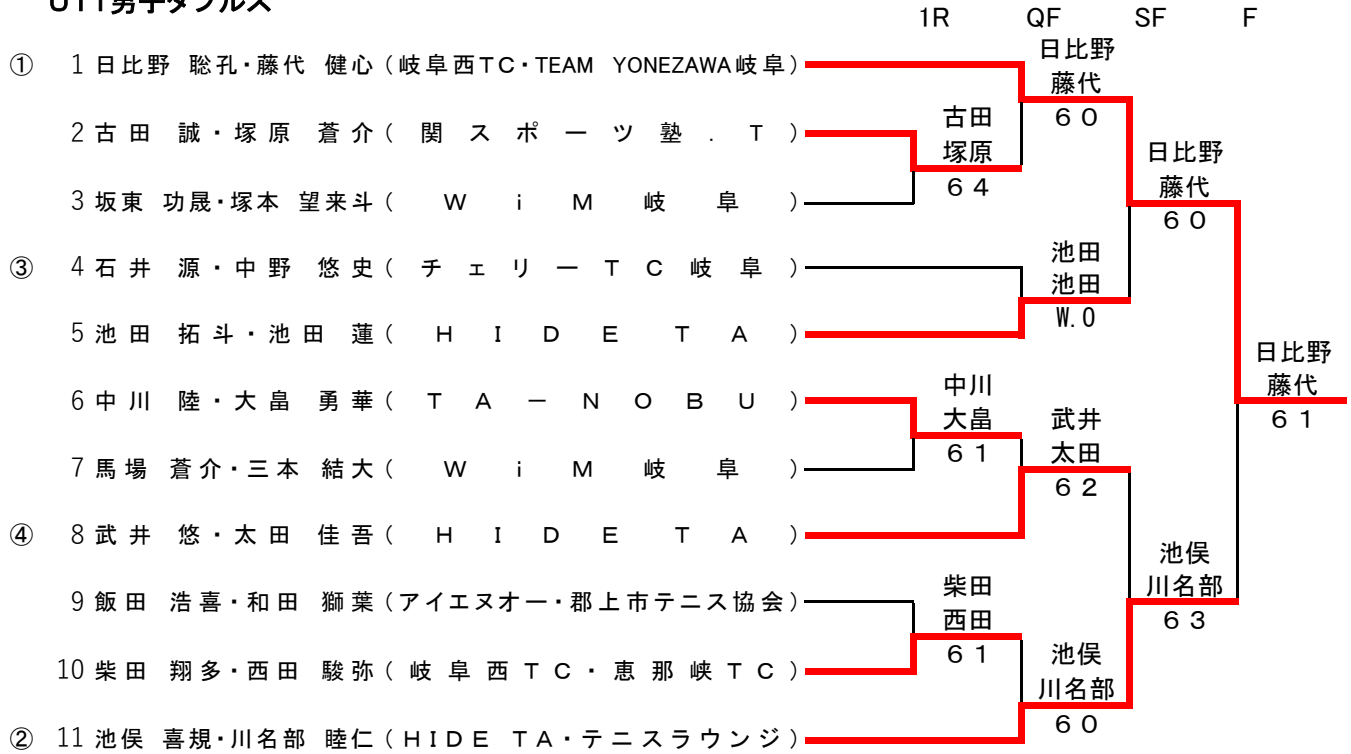 U11男子ダブルス
1R QF SF F
① 1 日比野 聡孔・藤代 健心 (岐阜西TC・TEAM YONEZAWA岐阜)
2 古田 誠・塚原 蒼介 (関スポーツ塾.T)
3 坂東 功晟・塚本 望来斗 (WiM岐阜)
③ 4 石井 源・中野 悠史 (チェリーTC岐阜)
5 池田 拓斗・池田 蓮 (HIDE TA)
6 中川 陸・大畠 勇華 (TA-NOBU)
7 馬場 蒼介・三本 結大 (WiM岐阜)
④ 8 武井 悠・太田 佳吾 (HIDE TA)
9 飯田 浩喜・和田 獅葉 (アイエヌオー・郡上市テニス協会)
10 柴田 翔多・西田 駿弥 (岐阜西TC・恵那峡TC)
② 11 池俣 喜規・川名部 睦仁 (HIDE TA・テニスラウンジ)
古田
塚原
64
中川
大畠
61
柴田
西田
61
日比野
藤代
60
池田
池田
W.O
武井
太田
62
池俣
川名部
60
日比野
藤代
60
池俣
川名部
63
日比野
藤代
61